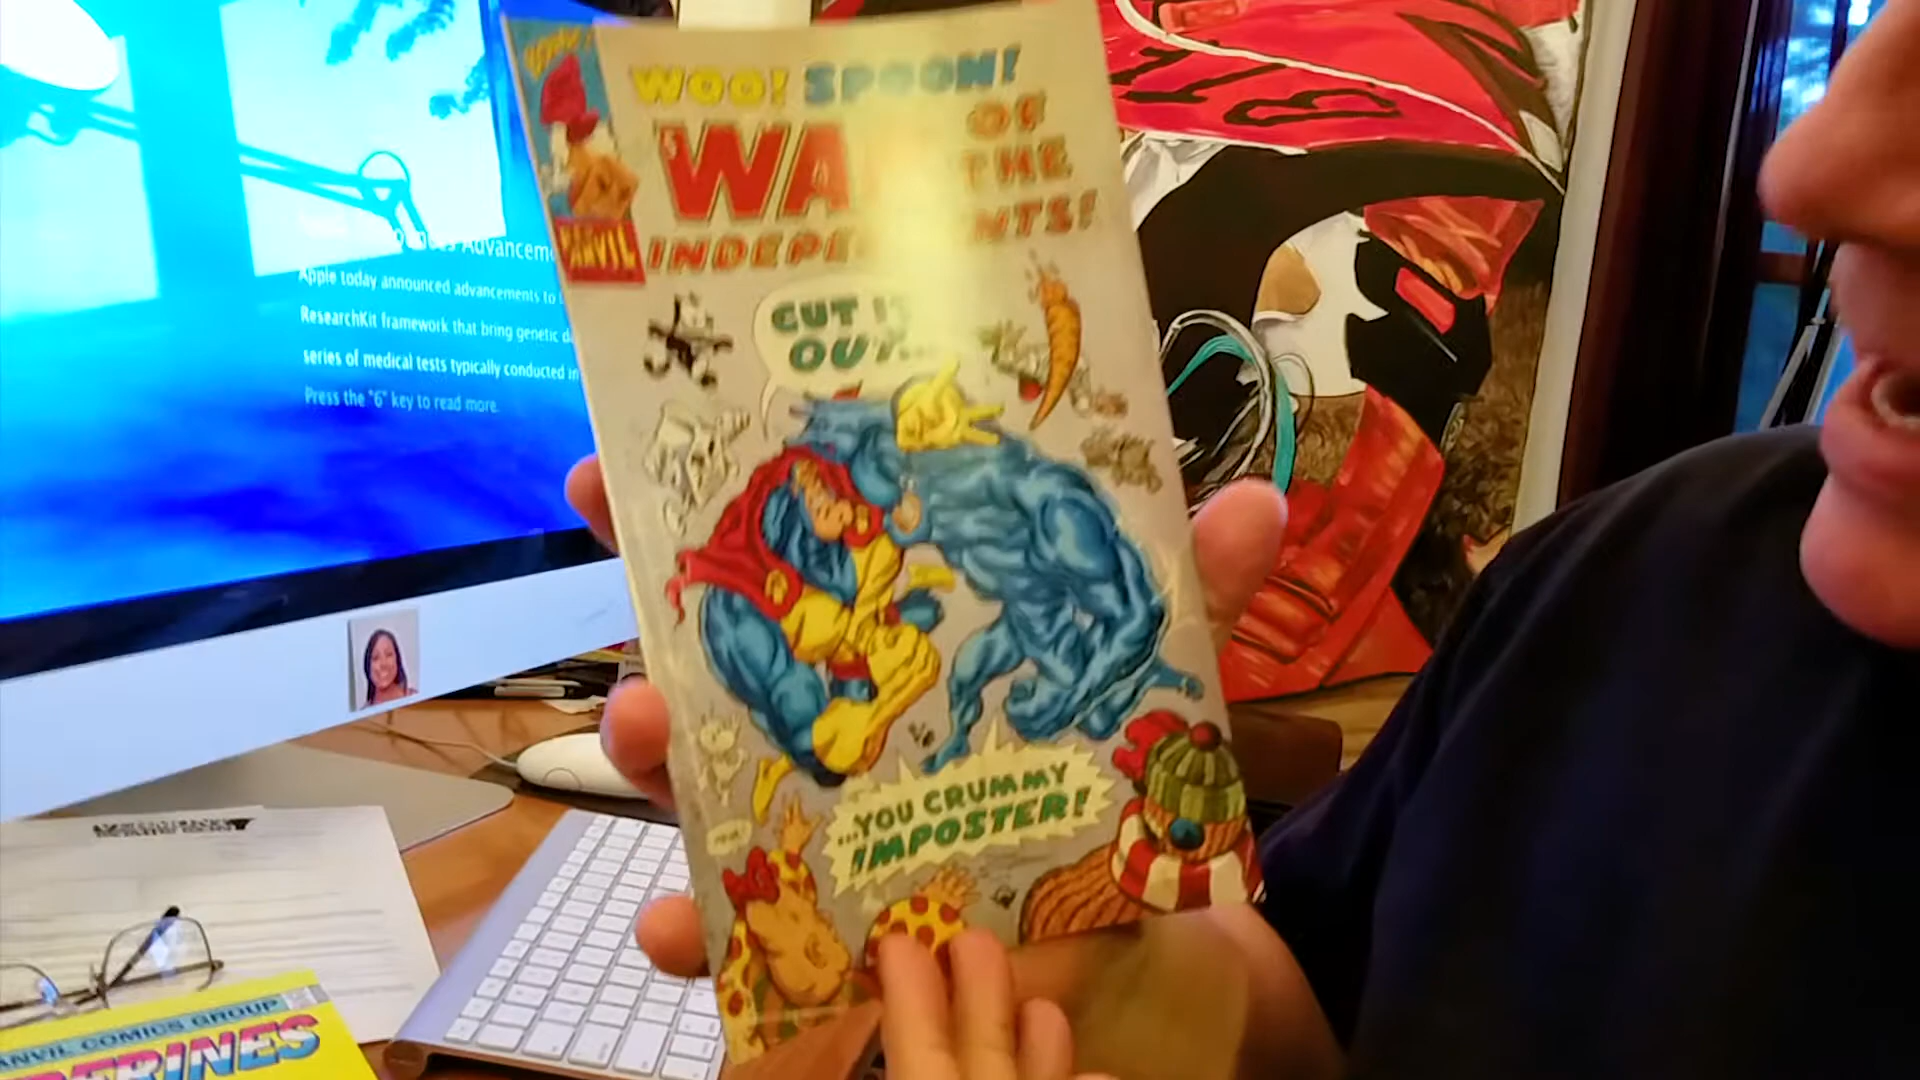 WOO! SPOON!
WA OF
THE
INDEPE NTS!
ANVIL
CUT IT
OUT...
...YOU CRUMMY
IMPOSTER!
Advancem
Apple today announced advancements to
ResearchKit framework that bring genetic d
series of medical tests typically conducted in
Press the "6" key to read more.
ANVIL COMICS GROUP
ERINES